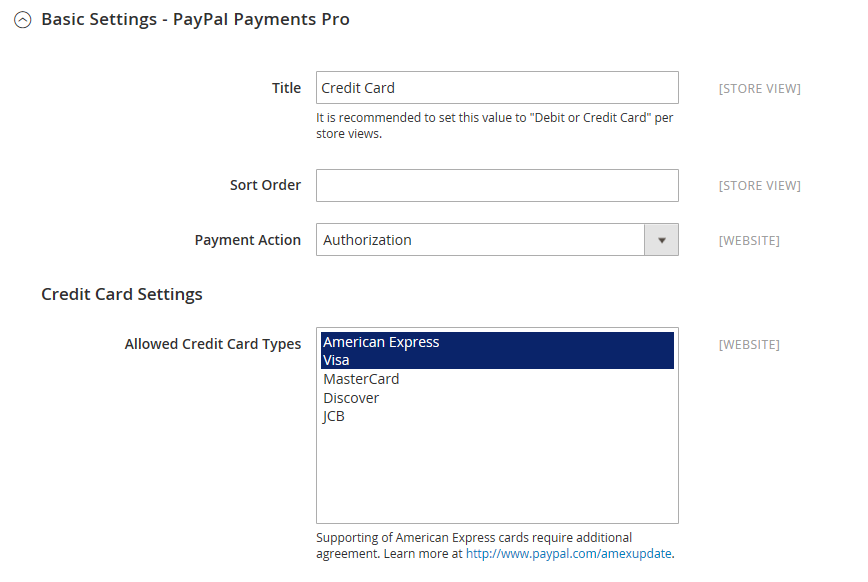 Basic Settings - PayPal Payments Pro
Title
Credit Card
[STORE VIEW]
It is recommended to set this value to "Debit or Credit Card" per
store views.
Sort Order
[STORE VIEW]
Payment Action
Authorization
[WEBSITE]
Credit Card Settings
Allowed Credit Card Types
American Express
[WEBSITE]
Visa
MasterCard
Discover
JCB
Supporting of American Express cards require additional
agreement. Learn more at http://www.paypal.com/amexupdate.